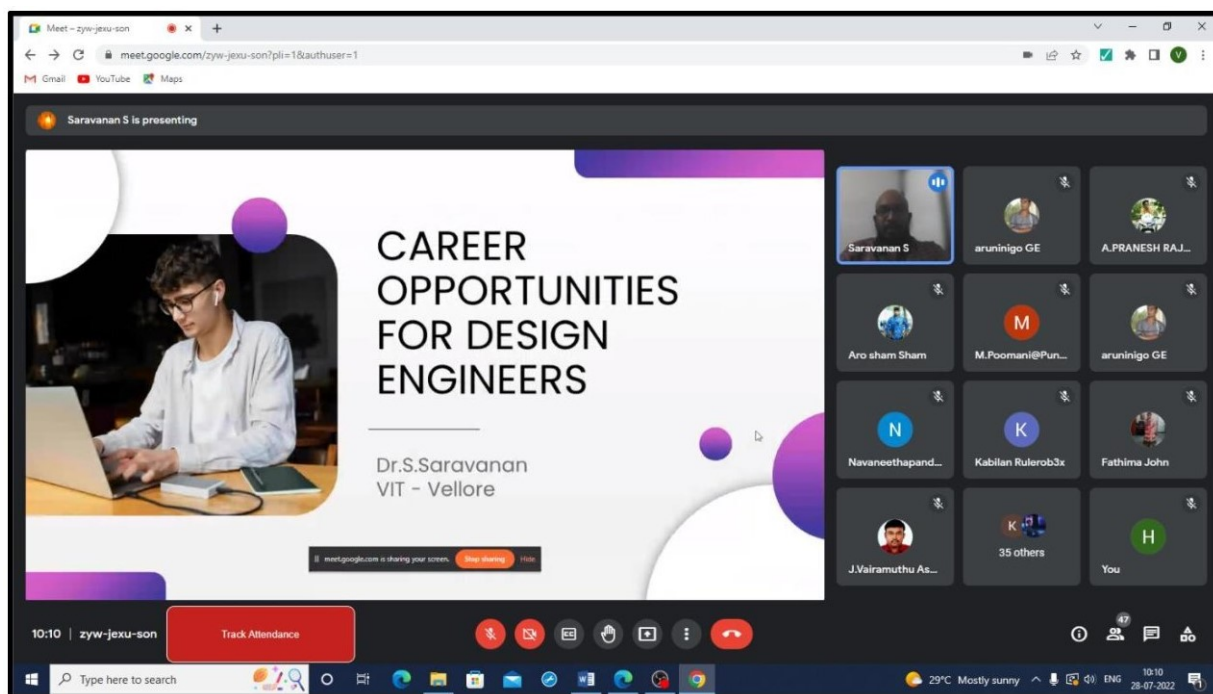 Meet – zyw-jexu-son
meet.google.com/zyw-jexu-son?pli=1&authuser=1
V
Gmail YouTube Maps
Saravanan S is presenting
CAREER
OPPORTUNITIES
FOR DESIGN
ENGINEERS
Dr.S.Saravanan
VIT - Vellore
meet.google.com is sharing your screen. Stop sharing Hide
Saravanan S
aruninigo GE
A.PRANESH RAJ...
Aro sham Sham
M
M.Poomani@Pun...
aruninigo GE
N
Navaneethapand...
K
Kabilan Rulerob3x
Fathima John
J.Vairamuthu As...
K
35 others
H
You
10:10 | zyw-jexu-son
Track Attendance
CC
47
Type here to search
29°C Mostly sunny
ENG
10:10
28-07-2022
1